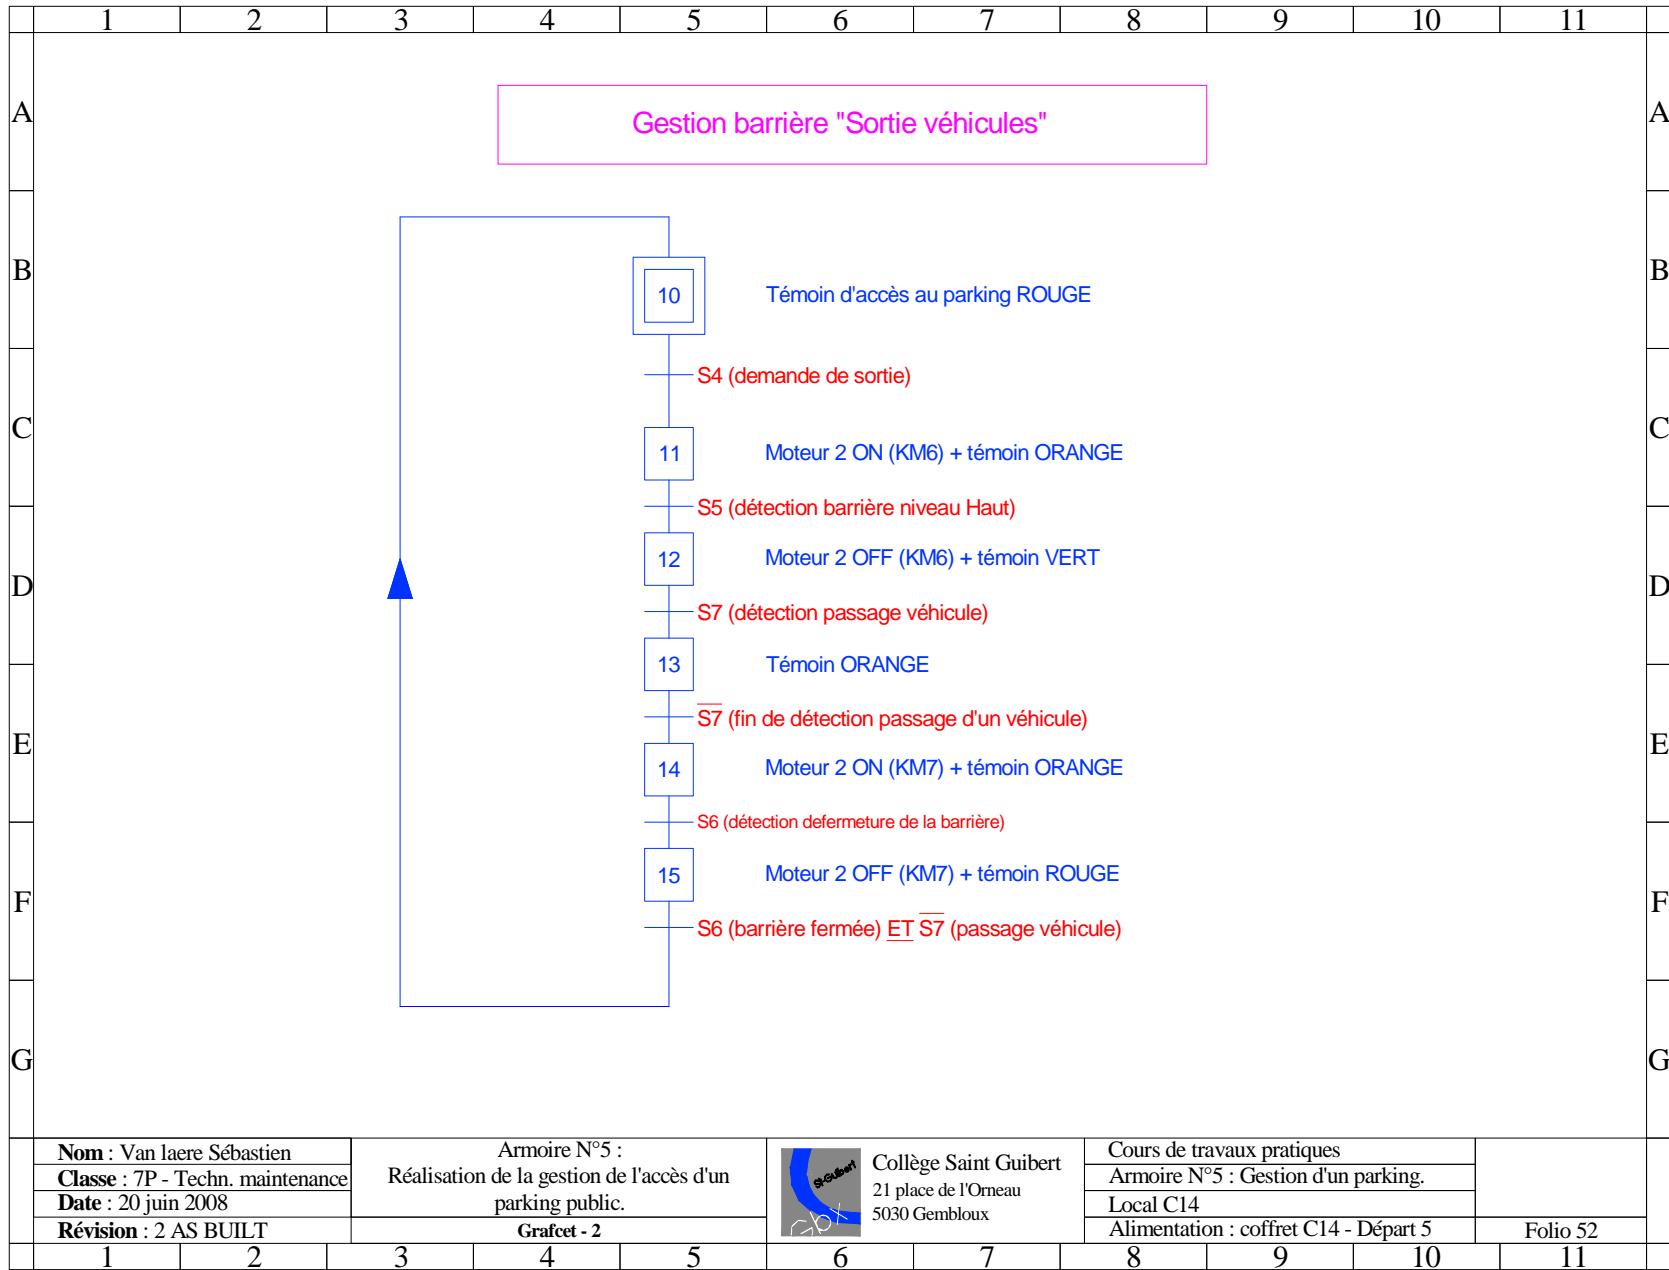 1 2 3 4 5 6 7 8 9 10 11
A A
Gestion barrière "Sortie véhicules"
B B
10 Témoin d'accès au parking ROUGE
S4 (demande de sortie)
C C
11 Moteur 2 ON (KM6) + témoin ORANGE
S5 (détection barrière niveau Haut)
12 Moteur 2 OFF (KM6) + témoin VERT
D D
S7 (détection passage véhicule)
13 Témoin ORANGE
S̅7̅ (fin de détection passage d'un véhicule)
E E
14 Moteur 2 ON (KM7) + témoin ORANGE
S6 (détection defermeture de la barrière)
15 Moteur 2 OFF (KM7) + témoin ROUGE
F F
S6 (barrière fermée) ET S̅7̅ (passage véhicule)
G G
Nom : Van laere Sébastien
Classe : 7P - Techn. maintenance
Date : 20 juin 2008
Révision : 2 AS BUILT
Armoire N°5 :
Réalisation de la gestion de l'accès d'un
parking public.
Grafcet - 2
St-Guibert
Gbx
Collège Saint Guibert
21 place de l'Orneau
5030 Gembloux
Cours de travaux pratiques
Armoire N°5 : Gestion d'un parking.
Local C14
Alimentation : coffret C14 - Départ 5
Folio 52
1 2 3 4 5 6 7 8 9 10 11